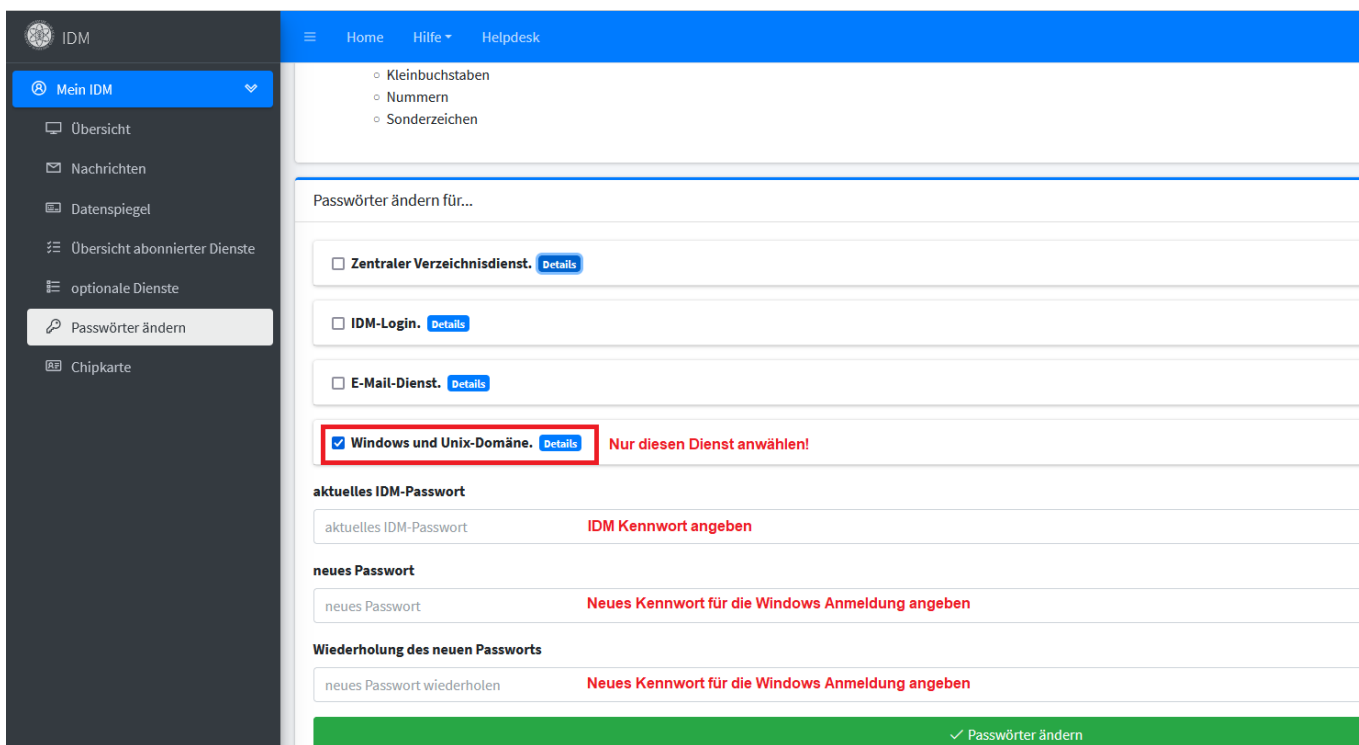 IDM
Home Hilfe Helpdesk
Mein IDM
Übersicht
Nachrichten
Datenspiegel
Übersicht abonnierter Dienste
optionale Dienste
Passwörter ändern
Chipkarte
Kleinbuchstaben
Nummern
Sonderzeichen
Passwörter ändern für...
Zentraler Verzeichnisdienst. Details
IDM-Login. Details
E-Mail-Dienst. Details
Windows und Unix-Domäne. Details Nur diesen Dienst anwählen!
aktuelles IDM-Passwort
aktuelles IDM-Passwort IDM Kennwort angeben
neues Passwort
neues Passwort Neues Kennwort für die Windows Anmeldung angeben
Wiederholung des neuen Passworts
neues Passwort wiederholen Neues Kennwort für die Windows Anmeldung angeben
Passwörter ändern